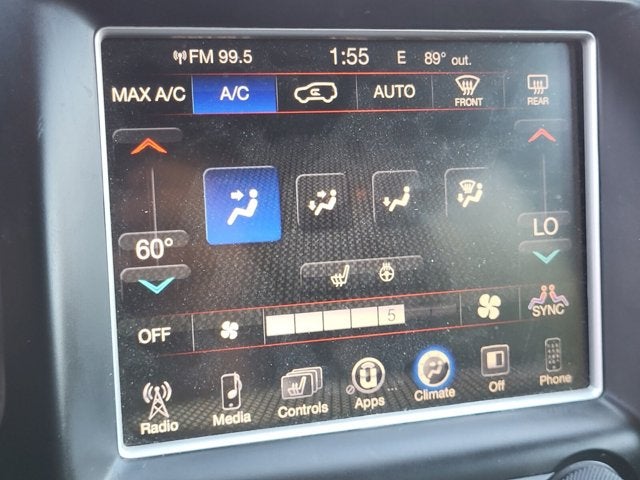 FM 99.5 1:55 E 89° out.
MAX A/C A/C AUTO FRONT REAR
60° LO
OFF 5 SYNC
Radio Media Controls Apps Climate Off Phone